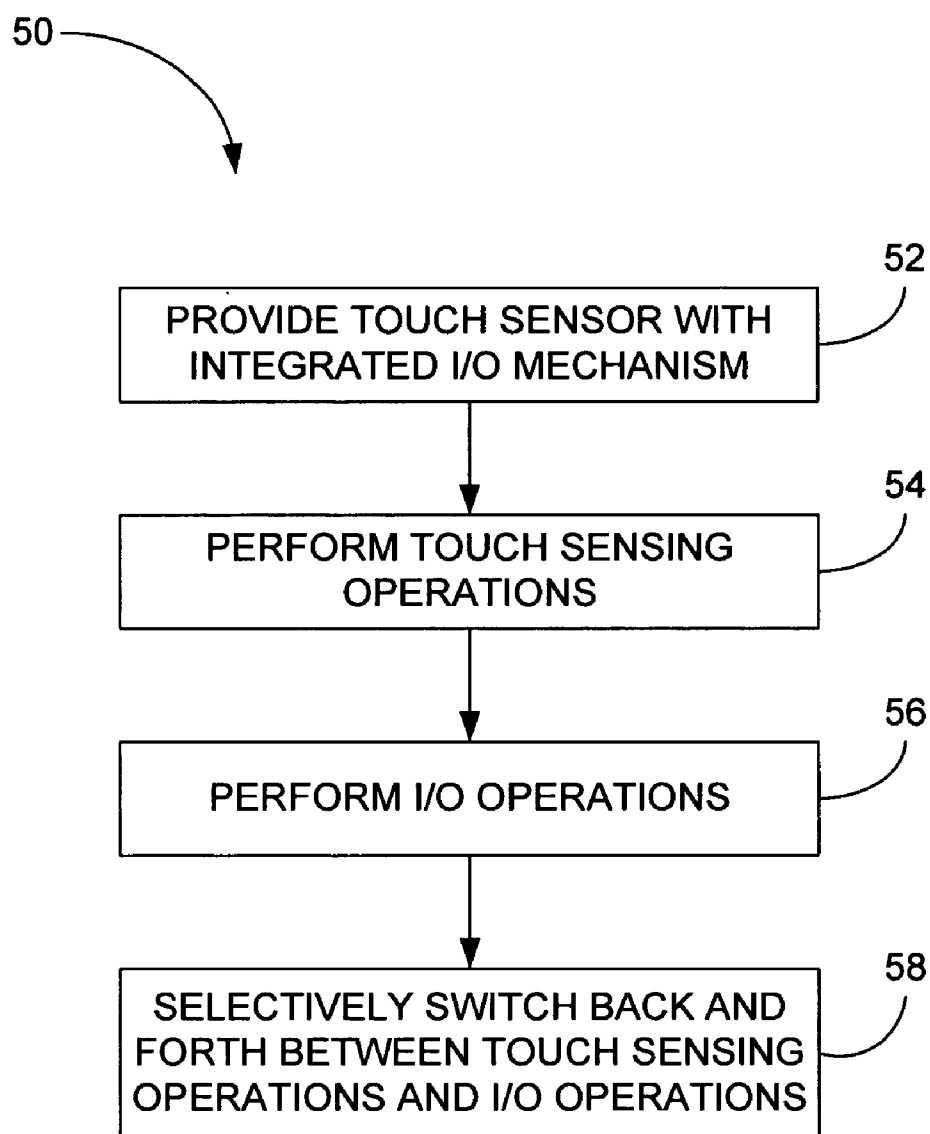 50
52
PROVIDE TOUCH SENSOR WITH
INTEGRATED I/O MECHANISM
54
PERFORM TOUCH SENSING
OPERATIONS
56
PERFORM I/O OPERATIONS
58
SELECTIVELY SWITCH BACK AND
FORTH BETWEEN TOUCH SENSING
OPERATIONS AND I/O OPERATIONS